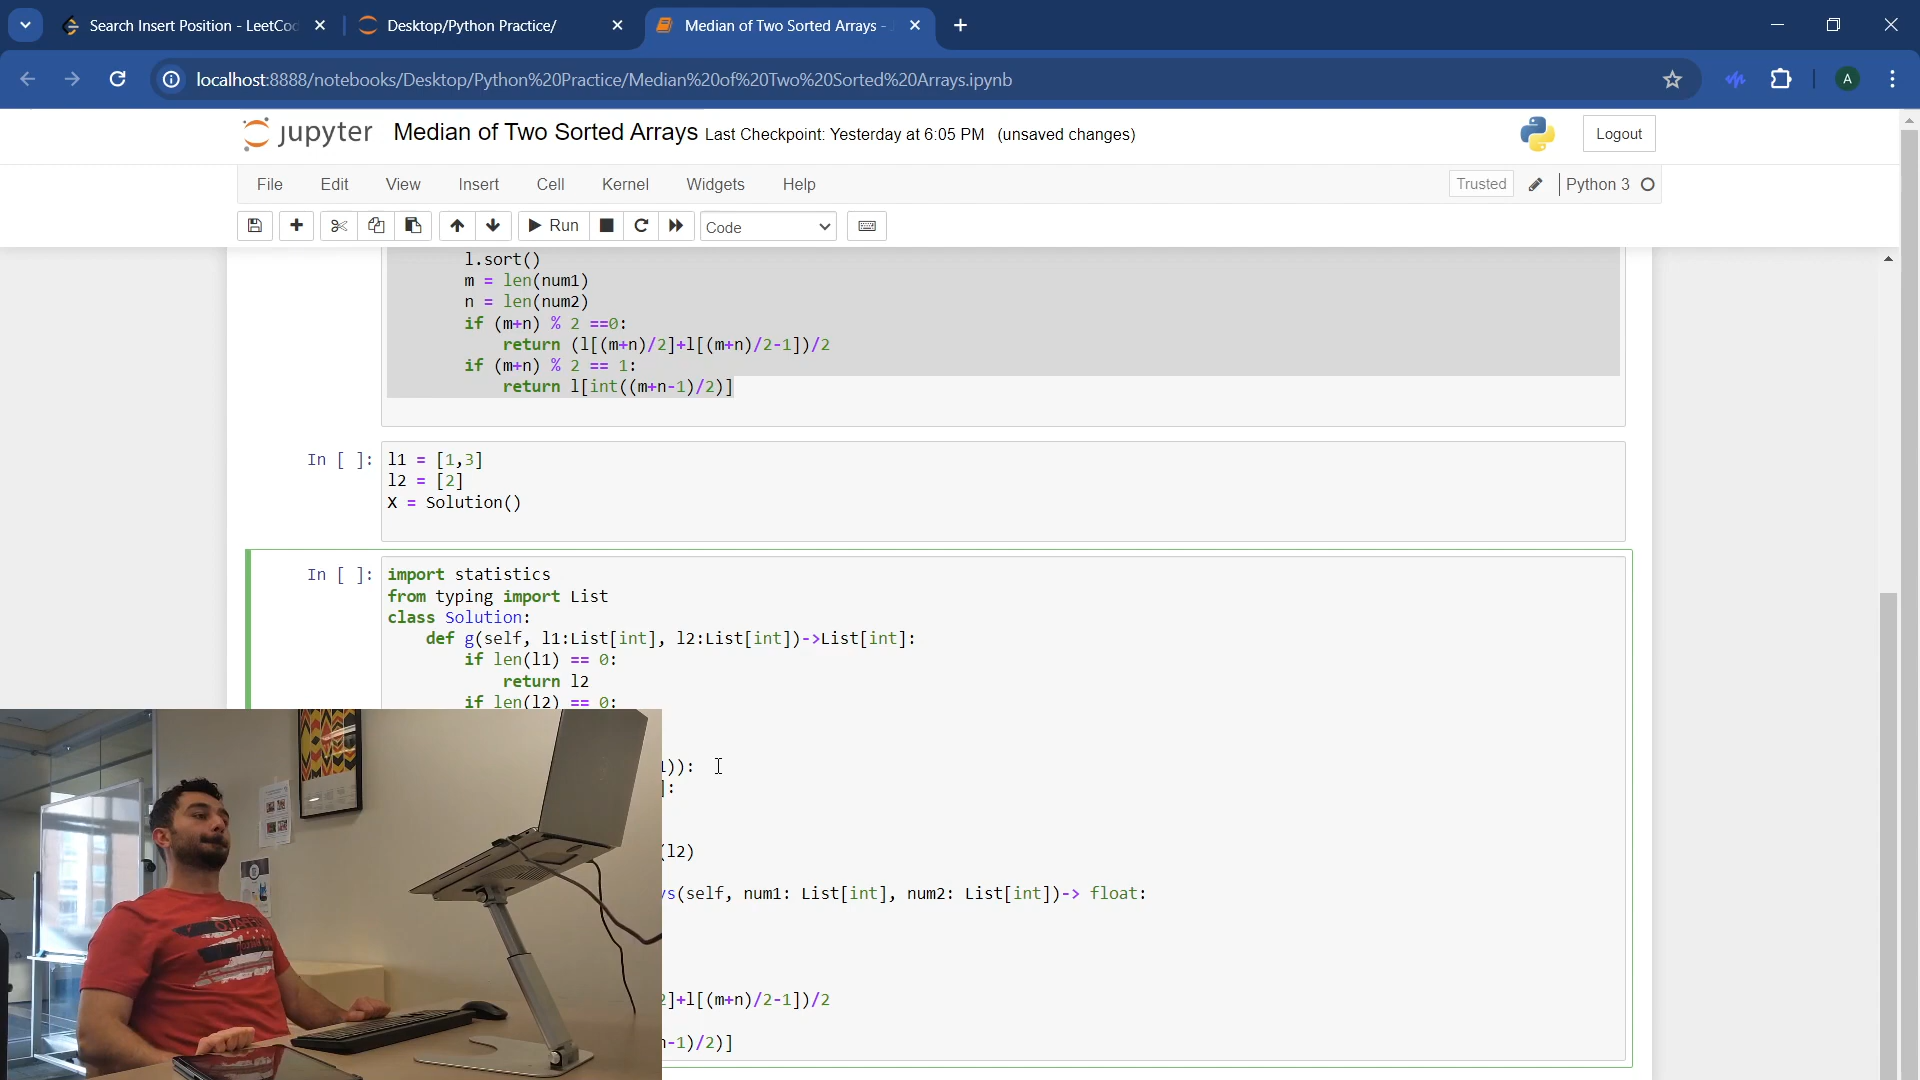 Search Insert Position - LeetCo
Desktop/Python Practice/
Median of Two Sorted Arrays -
localhost:8888/notebooks/Desktop/Python%20Practice/Median%20of%20Two%20Sorted%20Arrays.ipynb
A
jupyter Median of Two Sorted Arrays Last Checkpoint: Yesterday at 6:05 PM (unsaved changes)
Logout
File Edit View Insert Cell Kernel Widgets Help
Trusted Python 3
Run Code
l.sort()
m = len(num1)
n = len(num2)
if (m+n) % 2 ==0:
return (l[(m+n)/2]+l[(m+n)/2-1])/2
if (m+n) % 2 == 1:
return l[int((m+n-1)/2)]
In [ ]: l1 = [1,3]
l2 = [2]
X = Solution()
In [ ]: import statistics
from typing import List
class Solution:
def g(self, l1:List[int], l2:List[int])->List[int]:
if len(l1) == 0:
return l2
if len(l2) == 0:
)):
]:
(l2)
s(self, num1: List[int], num2: List[int])-> float:
]+l[(m+n)/2-1])/2
-1)/2)]